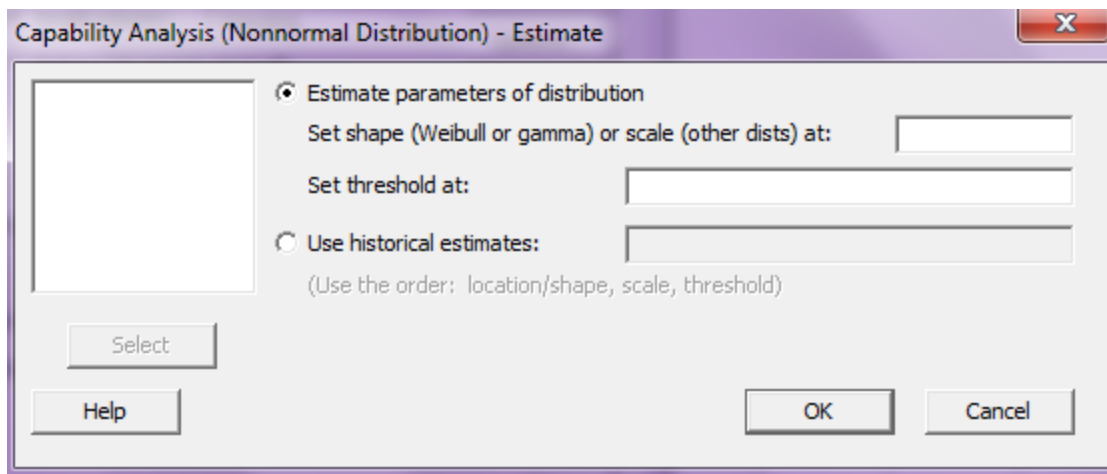 Capability Analysis (Nonnormal Distribution) - Estimate
Estimate parameters of distribution
Set shape (Weibull or gamma) or scale (other dists) at:
Set threshold at:
Use historical estimates:
(Use the order:  location/shape, scale, threshold)
Select
Help
OK
Cancel